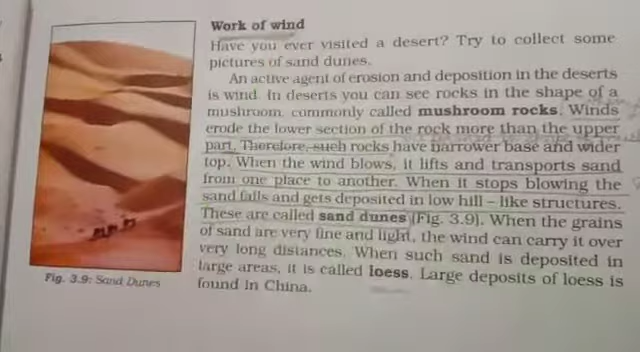 Work of wind
Have you ever visited a desert? Try to collect some
pictures of sand dunes.
An active agent of erosion and deposition in the deserts
is wind. In deserts you can see rocks in the shape of a
mushroom, commonly called mushroom rocks. Winds
erode the lower section of the rock more than the upper
part. Therefore, such rocks have narrower base and wider
top. When the wind blows, it lifts and transports sand
from one place to another. When it stops blowing the
sand falls and gets deposited in low hill – like structures.
These are called sand dunes (Fig. 3.9). When the grains
of sand are very fine and light, the wind can carry it over
very long distances. When such sand is deposited in
large areas, it is called loess. Large deposits of loess is
found in China.
Fig. 3.9: Sand Dunes